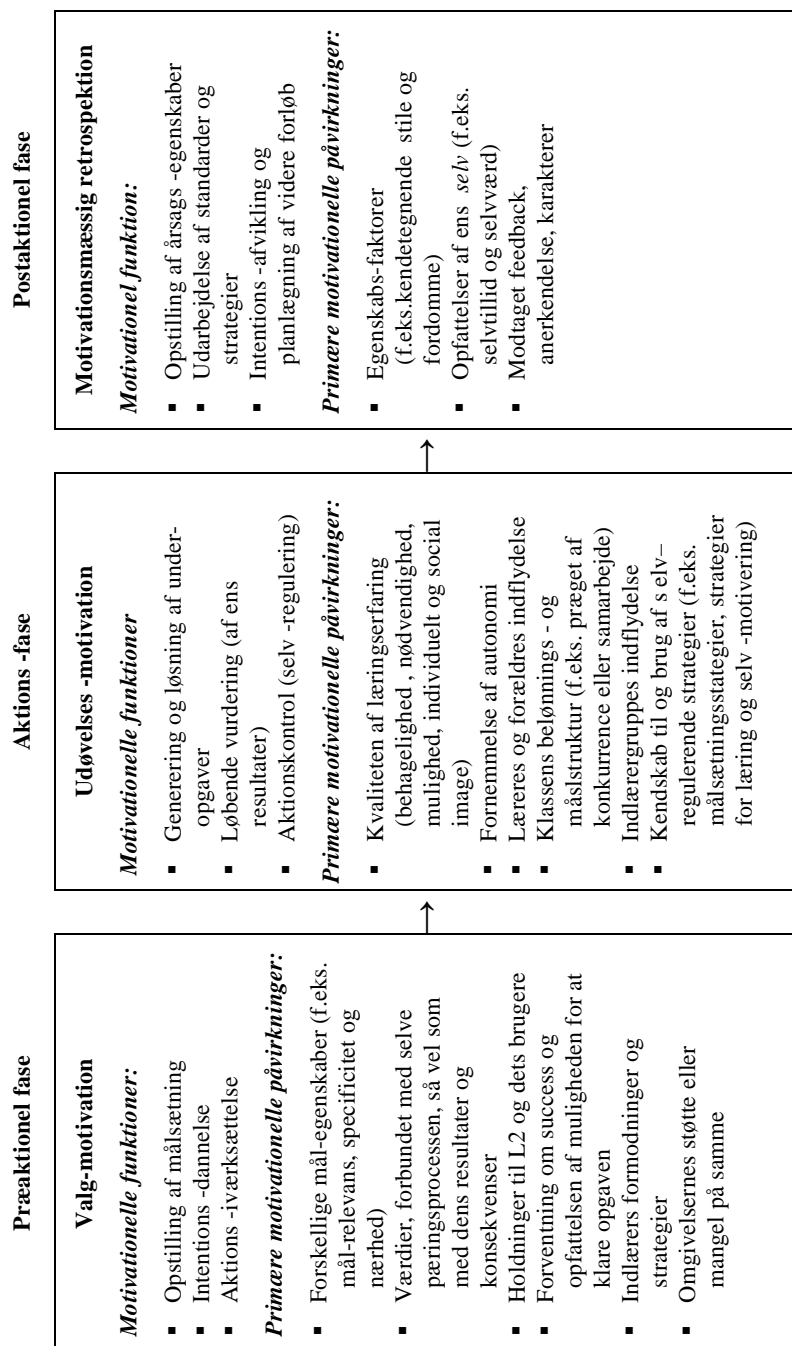 Præaktionel fase
Valg-motivation
Motivationelle funktioner:
▪ Opstilling af målsætning
▪ Intentions -dannelse
▪ Aktions -iværksættelse
Primære motivationelle påvirkninger:
▪ Forskellige mål-egenskaber (f.eks.
mål-relevans, specificitet og
nærhed)
▪ Værdier, forbundet med selve
pæringsprocessen, så vel som
med dens resultater og
konsekvenser
▪ Holdninger til L2 og dets brugere
▪ Forventning om success og
opfattelsen af muligheden for at
klare opgaven
▪ Indlærers formodninger og
strategier
▪ Omgivelsernes støtte eller
mangel på samme
→
Aktions -fase
Udøvelses -motivation
Motivationelle funktioner
▪ Generering og løsning af under-
opgaver
▪ Løbende vurdering (af ens
resultater)
▪ Aktionskontrol (selv -regulering)
Primære motivationelle påvirkninger:
▪ Kvaliteten af læringserfaring
(behagelighed , nødvendighed,
mulighed, individuelt og social
image)
▪ Fornemmelse af autonomi
▪ Læreres og forældres indflydelse
▪ Klassens belønnings - og
måslstruktur (f.eks. præget af
konkurrence eller samarbejde)
▪ Indlærergruppes indflydelse
▪ Kendskab til og brug af s elv–
regulerende strategier (f.eks.
målsætningsstategier, strategier
for læring og selv -motivering)
→
Postaktionel fase
Motivationsmæssig retrospektion
Motivationel funktion:
▪ Opstilling af årsags -egenskaber
▪ Udarbejdelse af standarder og
strategier
▪ Intentions -afvikling og
planlægning af videre forløb
Primære motivationelle påvirkninger:
▪ Egenskabs-faktorer
(f.eks.kendetegnende stile og
fordomme)
▪ Opfattelser af ens selv (f.eks.
selvtillid og selvværd)
▪ Modtaget feedback,
anerkendelse, karakterer